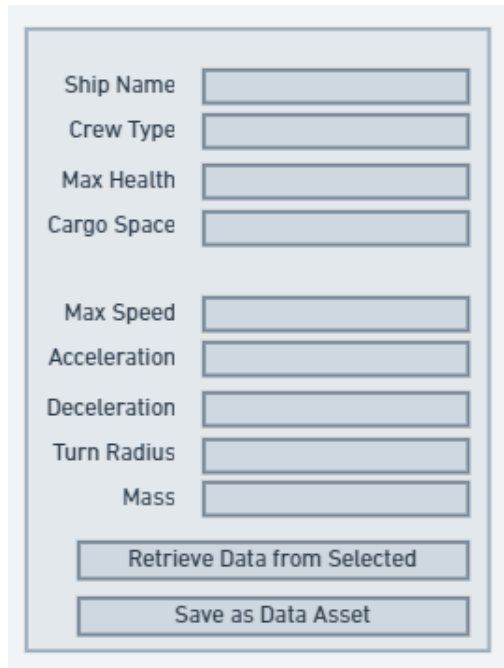 Ship Name
Crew Type
Max Health
Cargo Space
Max Speed
Acceleration
Deceleration
Turn Radius
Mass
Retrieve Data from Selected
Save as Data Asset